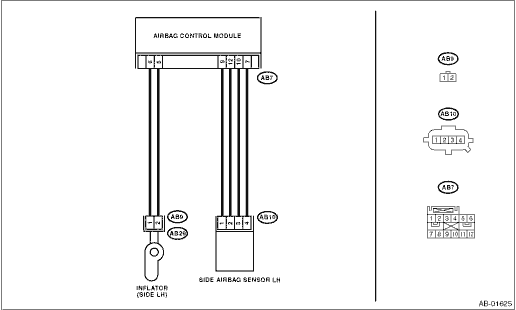 AIRBAG CONTROL MODULE
6 5 9 12 10 7
AB7
1 2
AB9
AB26
1 2 3 4
AB10
INFLATOR
(SIDE LH)
SIDE AIRBAG SENSOR LH
AB9
1 2
AB10
1 2 3 4
AB7
1 2 3 4 5 6
7 8 9 10 11 12
AB-01625